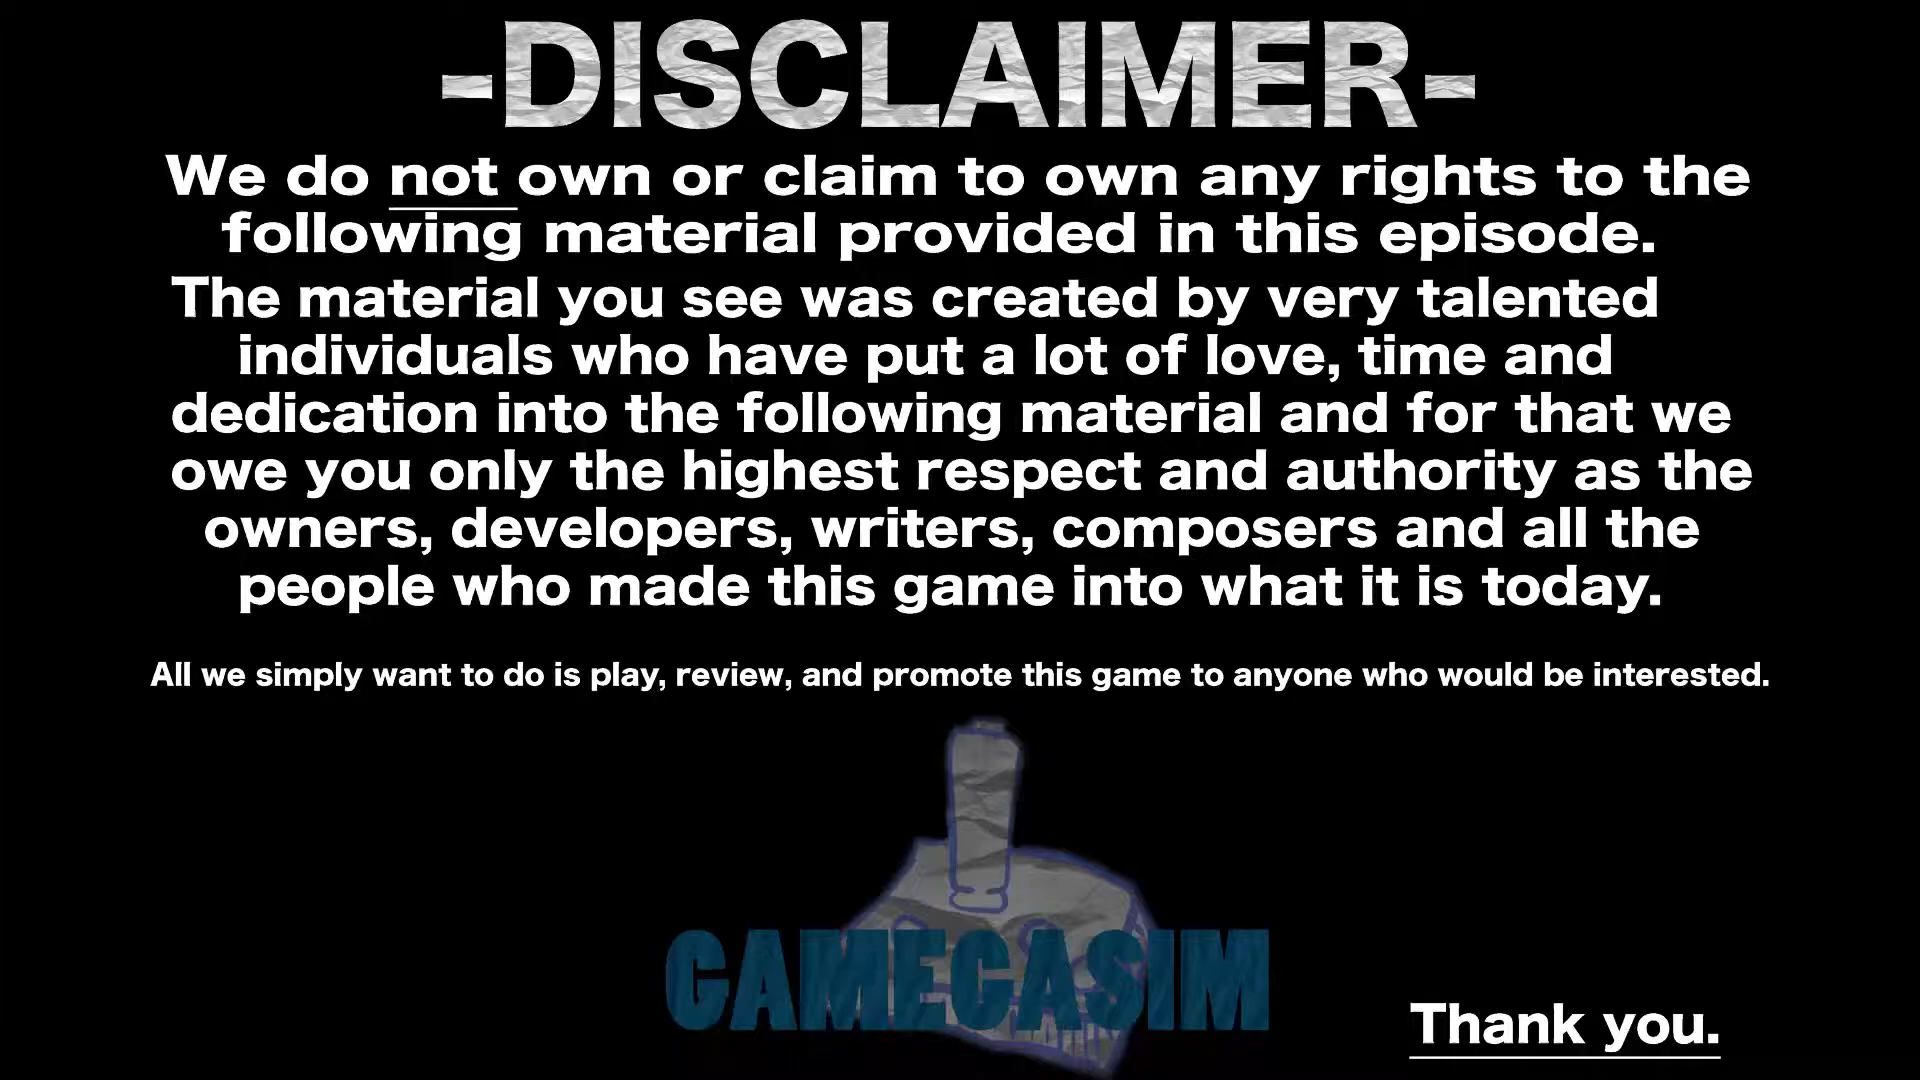 -DISCLAIMER-
We do not own or claim to own any rights to the
following material provided in this episode.
The material you see was created by very talented
individuals who have put a lot of love, time and
dedication into the following material and for that we
owe you only the highest respect and authority as the
owners, developers, writers, composers and all the
people who made this game into what it is today.
All we simply want to do is play, review, and promote this game to anyone who would be interested.
GAMEGASIM
Thank you.